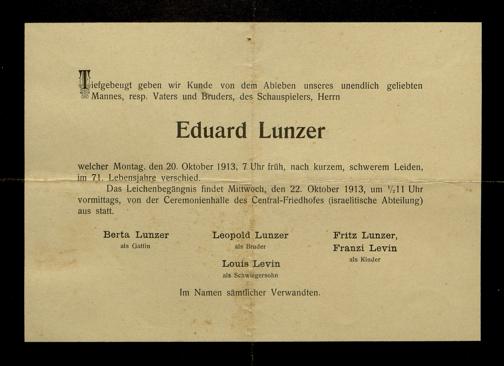 Tiefgebeugt geben wir Kunde von dem Ableben unseres unendlich geliebten
Mannes, resp. Vaters und Bruders, des Schauspielers, Herrn
Eduard Lunzer
welcher Montag, den 20. Oktober 1913, 7 Uhr früh, nach kurzem, schwerem Leiden,
im 71. Lebensjahre verschied.
Das Leichenbegängnis findet Mittwoch, den 22. Oktober 1913, um ½11 Uhr
vormittags, von der Ceremonienhalle des Central-Friedhofes (israelitische Abteilung)
aus statt.
Berta Lunzer
als Gattin
Leopold Lunzer
als Bruder
Louis Levin
als Schwiegersohn
Fritz Lunzer,
Franzi Levin
als Kinder
Im Namen sämtlicher Verwandten.